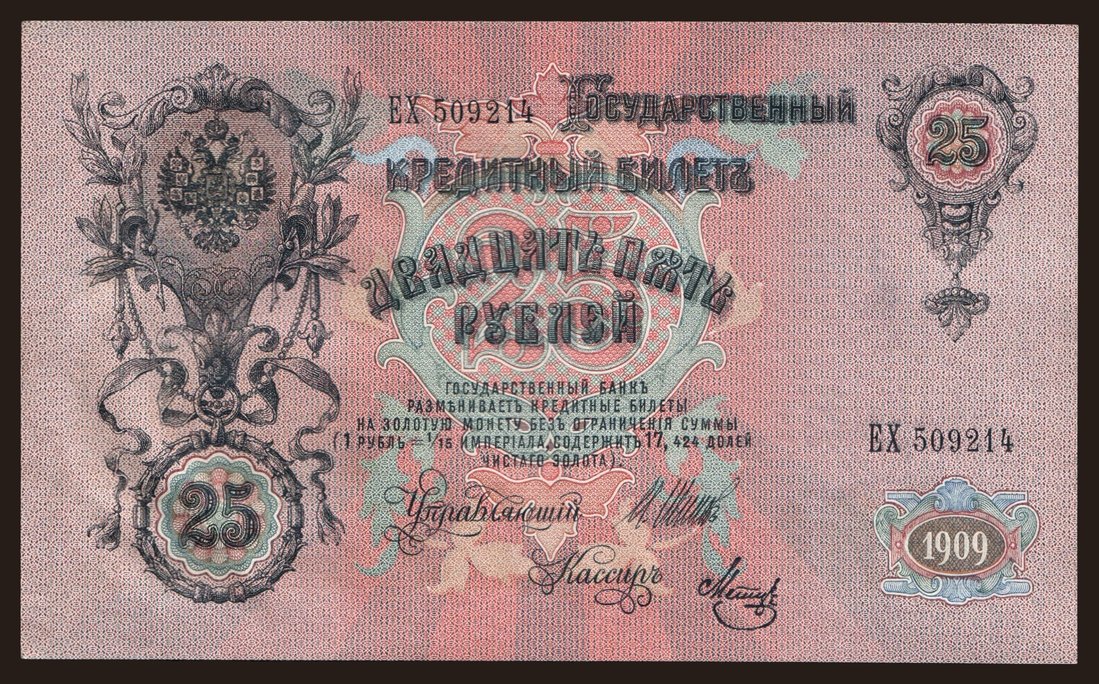 ЕХ 509214
Государственный
кредитный билетъ
25
25
двадцать пять
рублей
Государственный банкъ
размѣниваетъ кредитные билеты
на золотую монету безъ ограниченія суммы
(1 рубль = 1/15 имперіала, содержитъ 17,424 долей
чистаго золота).
ЕХ 509214
Управляющій
25
Кассиръ
1909